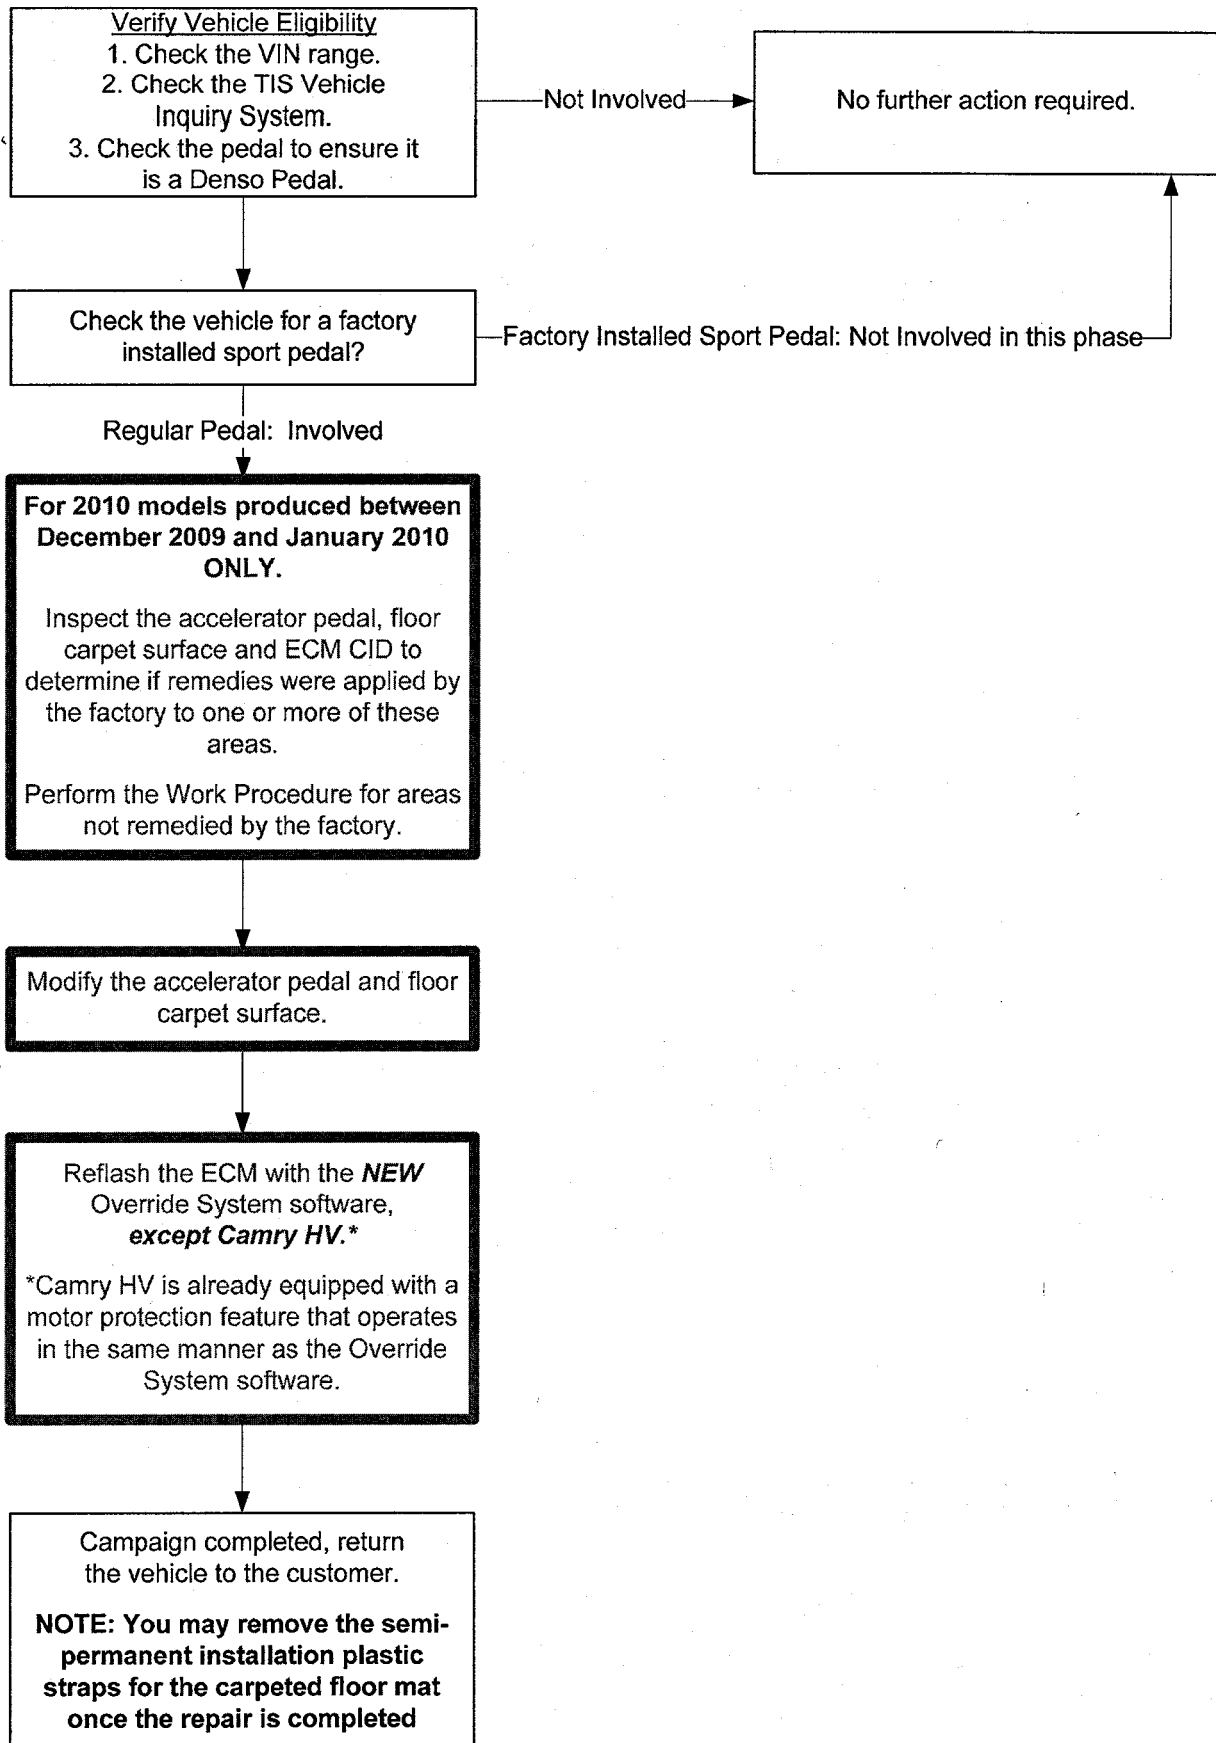 Verify Vehicle Eligibility
1. Check the VIN range.
2. Check the TIS Vehicle
Inquiry System.
3. Check the pedal to ensure it
is a Denso Pedal.
Not Involved
No further action required.
Check the vehicle for a factory
installed sport pedal?
Factory Installed Sport Pedal: Not Involved in this phase
Regular Pedal: Involved
For 2010 models produced between
December 2009 and January 2010
ONLY.
Inspect the accelerator pedal, floor
carpet surface and ECM CID to
determine if remedies were applied by
the factory to one or more of these
areas.
Perform the Work Procedure for areas
not remedied by the factory.
Modify the accelerator pedal and floor
carpet surface.
Reflash the ECM with the NEW
Override System software,
except Camry HV.*
*Camry HV is already equipped with a
motor protection feature that operates
in the same manner as the Override
System software.
Campaign completed, return
the vehicle to the customer.
NOTE: You may remove the semi-
permanent installation plastic
straps for the carpeted floor mat
once the repair is completed